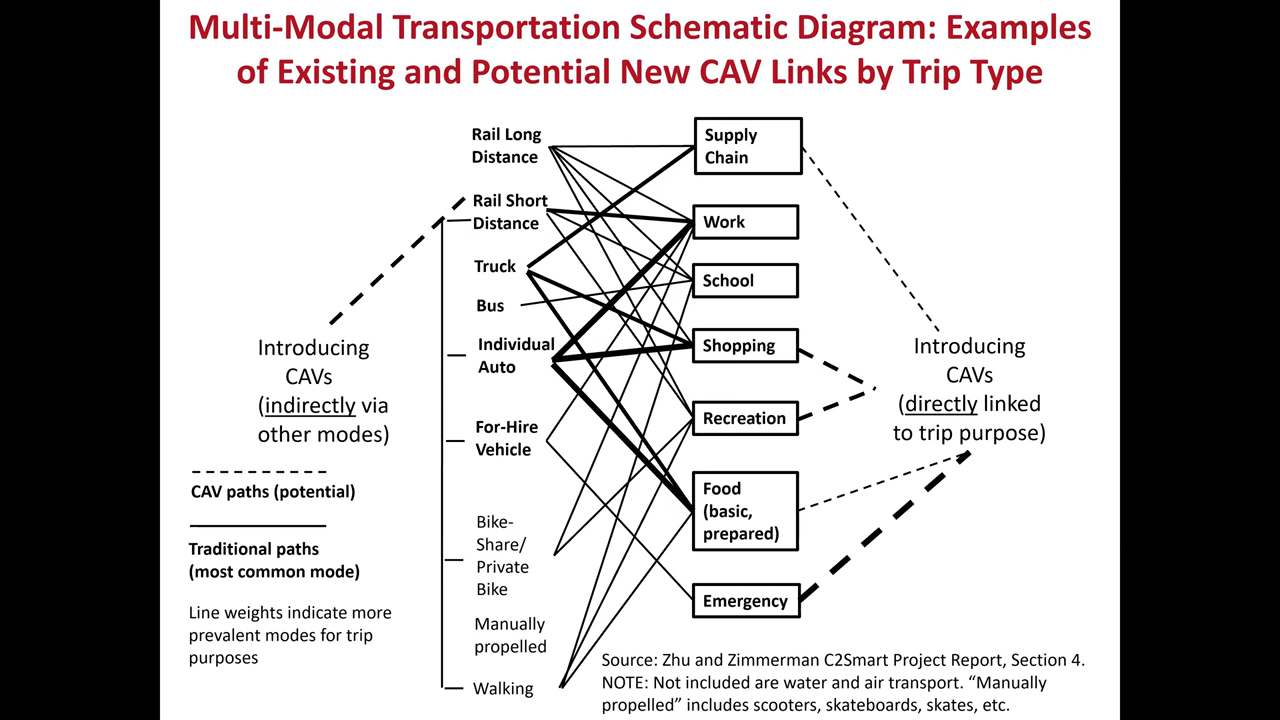 Multi-Modal Transportation Schematic Diagram: Examples
of Existing and Potential New CAV Links by Trip Type
Rail Long
Distance
Rail Short
Distance
Truck
Bus
Individual
Auto
For-Hire
Vehicle
Bike-
Share/
Private
Bike
Manually
propelled
Walking
Supply
Chain
Work
School
Shopping
Recreation
Food
(basic,
prepared)
Emergency
Introducing
CAVs
(indirectly via
other modes)
Introducing
CAVs
(directly linked
to trip purpose)
CAV paths (potential)
Traditional paths
(most common mode)
Line weights indicate more
prevalent modes for trip
purposes
Source: Zhu and Zimmerman C2Smart Project Report, Section 4.
NOTE: Not included are water and air transport. “Manually
propelled” includes scooters, skateboards, skates, etc.